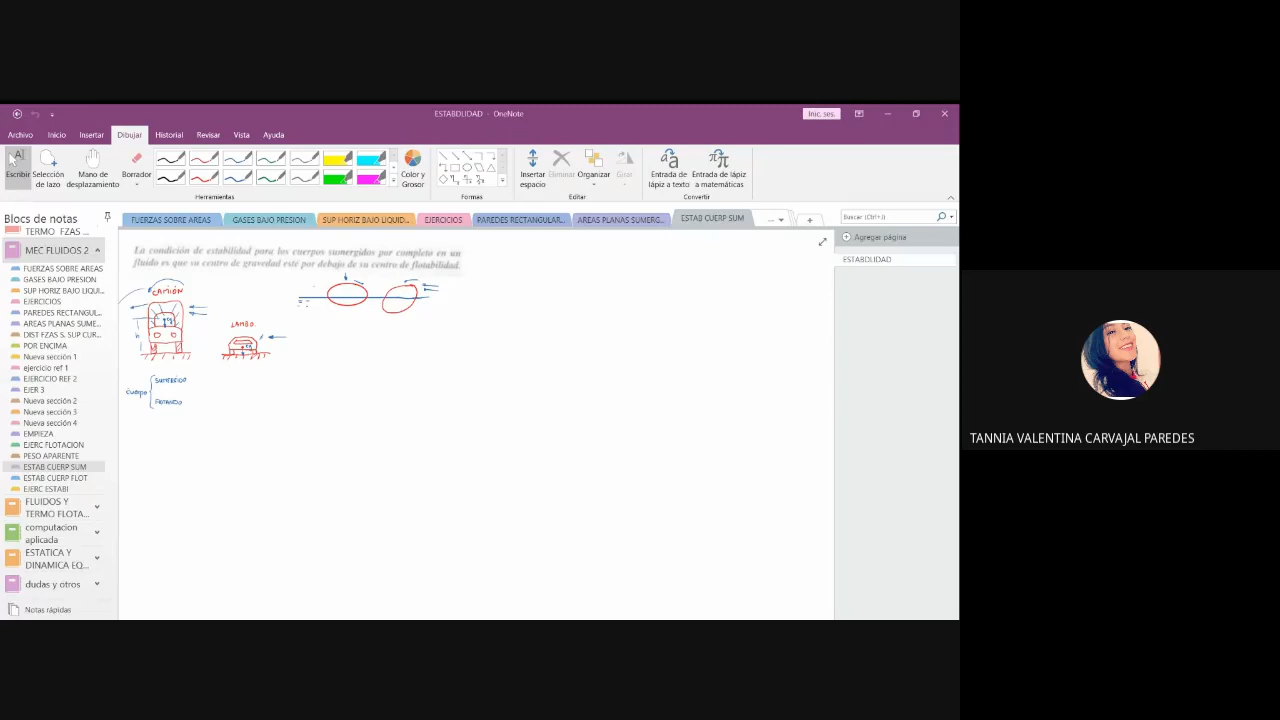 ESTABDLIDAD - OneNote
Inic. ses.
Archivo Inicio Insertar Dibujar Historial Revisar Vista Ayuda
Escribir
Selección de lazo
Mano de desplazamiento
Borrador
Color y Grosor
Insertar espacio
Eliminar
Organizar
Girar
Entrada de lápiz a texto
Entrada de lápiz a matemáticas
Herramientas
Formas
Editar
Convertir
Blocs de notas
FUERZAS SOBRE AREAS
GASES BAJO PRESION
SUP HORIZ BAJO LIQUID...
EJERCICIOS
PAREDES RECTANGULAR...
AREAS PLANAS SUMERG...
ESTAB CUERP SUM
...
Buscar (Ctrl+J)
Agregar página
ESTABDLIDAD
TERMO FZAS ...
MEC FLUIDOS 2
FUERZAS SOBRE AREAS
GASES BAJO PRESION
SUP HORIZ BAJO LIQUI...
EJERCICIOS
PAREDES RECTANGUL...
AREAS PLANAS SUME...
DIST FZAS S. SUP CUR...
POR ENCIMA
Nueva sección 1
ejercicio ref 1
EJERCICIO REF 2
EJER 3
Nueva sección 2
Nueva sección 3
Nueva sección 4
EMPIEZA
EJERC FLOTACION
PESO APARENTE
ESTAB CUERP SUM
ESTAB CUERP FLOT
EJERC ESTABI
FLUIDOS Y
TERMO FLOTA...
computacion
aplicada
ESTATICA Y
DINAMICA EQ...
dudas y otros
Notas rápidas
La condición de estabilidad para los cuerpos sumergidos por completo en un
fluido es que su centro de gravedad esté por debajo de su centro de flotabilidad.
CAMIÓN
h
LAMBO.
Cuerpo
SUMERGIDO
FLOTANDO
TANNIA VALENTINA CARVAJAL PAREDES